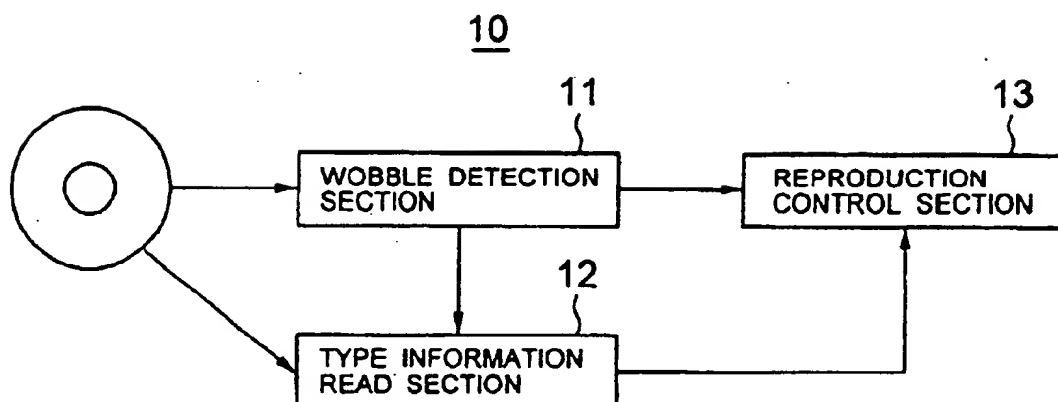 10
11
13
WOBBLE DETECTION
SECTION
REPRODUCTION
CONTROL SECTION
12
TYPE INFORMATION
READ SECTION